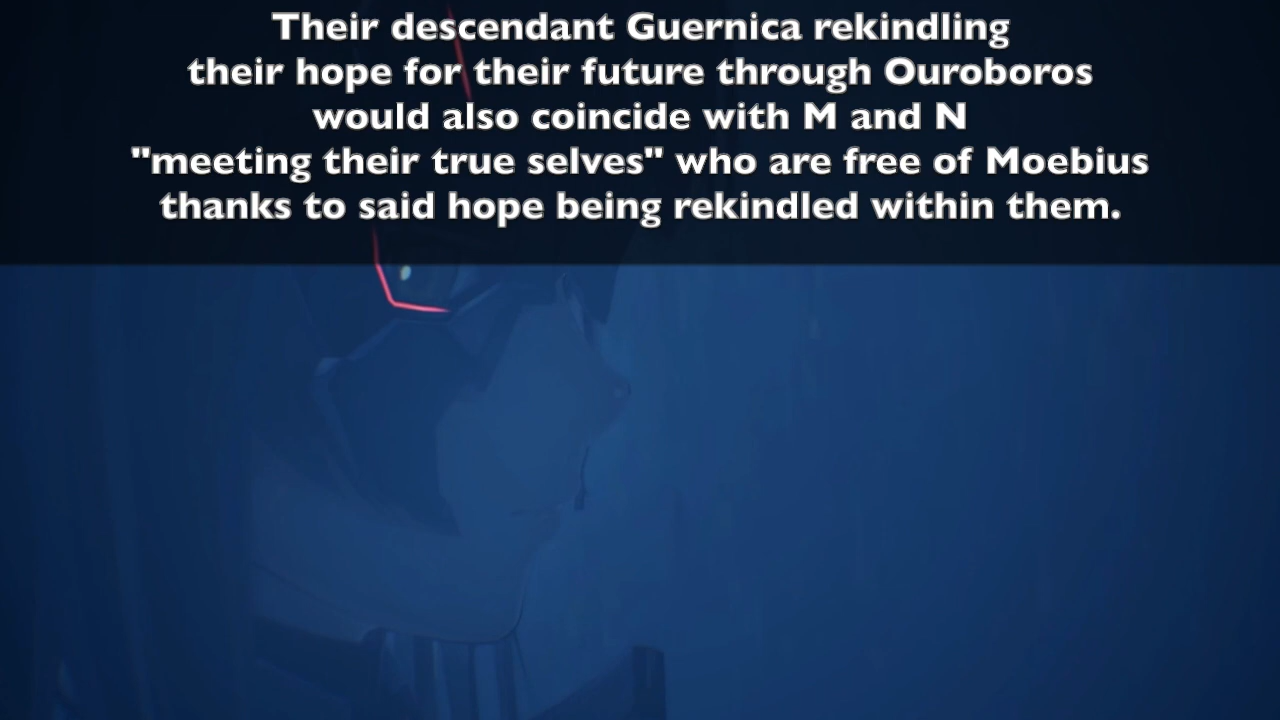 Their descendant Guernica rekindling
their hope for their future through Ouroboros
would also coincide with M and N
"meeting their true selves" who are free of Moebius
thanks to said hope being rekindled within them.